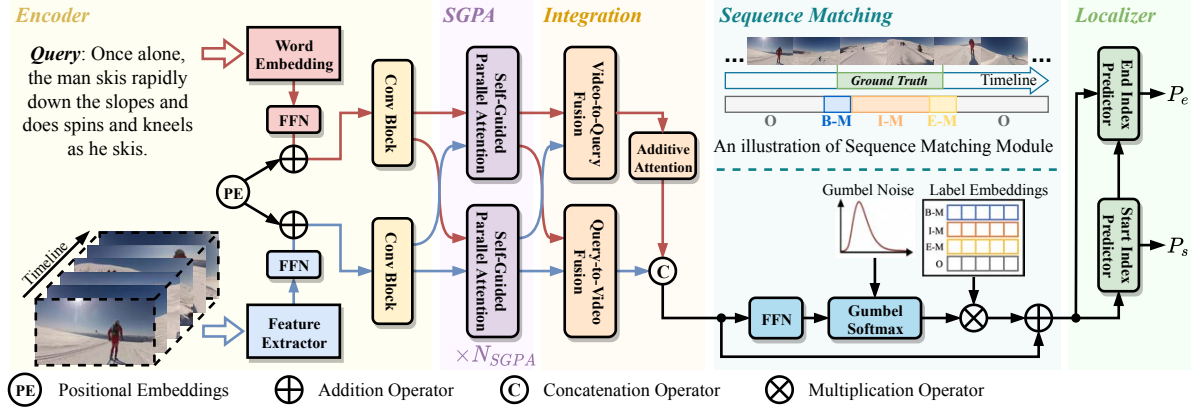 Encoder
SGPA
Integration
Sequence Matching
Localizer
Query: Once alone,
the man skis rapidly
down the slopes and
does spins and kneels
as he skis.
Word
Embedding
FFN
PE
Timeline
FFN
Feature
Extractor
Conv Block
Conv Block
Self-Guided
Parallel Attention
Self-Guided
Parallel Attention
×N_SGPA
Video-to-Query
Fusion
Query-to-Video
Fusion
Additive
Attention
C
...
...
Ground Truth
Timeline
O
B-M
I-M
E-M
O
An illustration of Sequence Matching Module
Gumbel Noise
Label Embeddings
B-M
I-M
E-M
O
FFN
Gumbel
Softmax
End Index
Predictor
Start Index
Predictor
P_e
P_s
PE Positional Embeddings
Addition Operator
C Concatenation Operator
Multiplication Operator